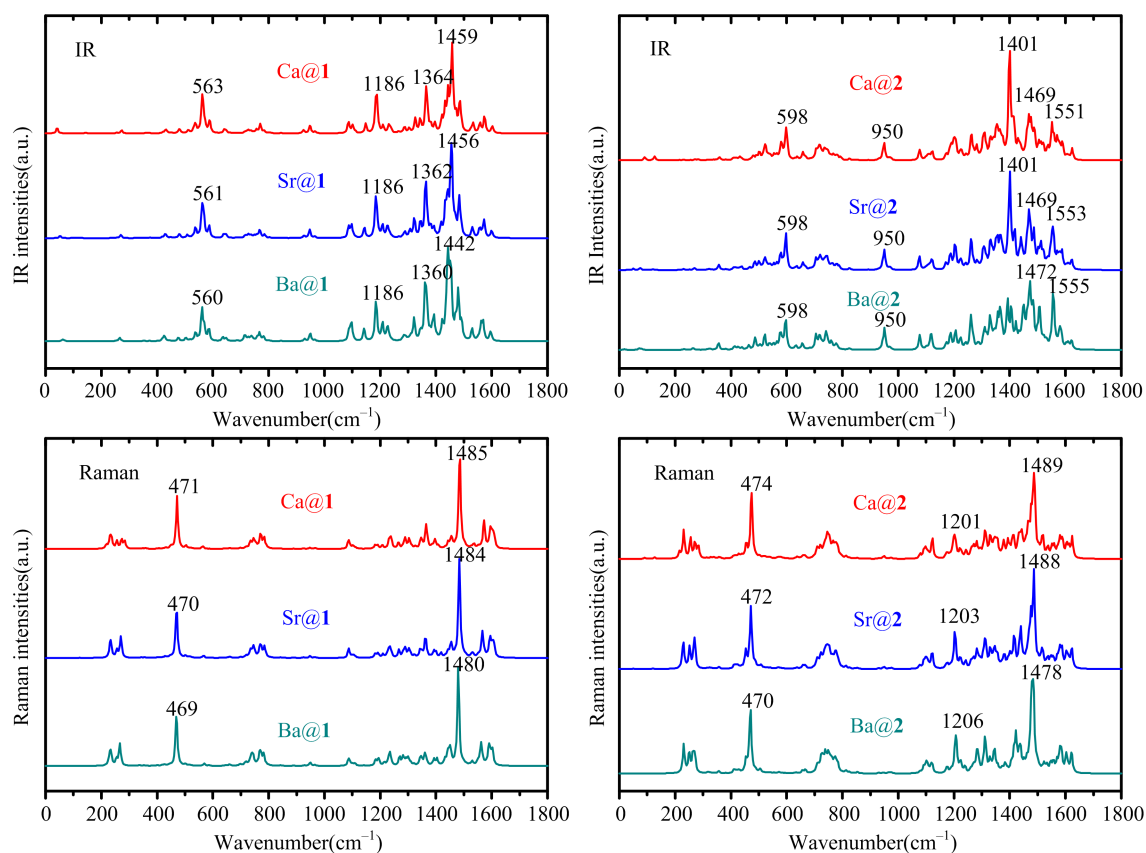 IR
Ca@1
563
1186
1364
1459
Sr@1
561
1186
1362
1456
Ba@1
560
1186
1360
1442
IR intensities(a.u.)
0 200 400 600 800 1000 1200 1400 1600 1800
Wavenumber(cm⁻¹)
IR
Ca@2
598
950
1401
1469
1551
Sr@2
598
950
1401
1469
1553
Ba@2
598
950
1472
1555
IR Intensities(a.u.)
0 200 400 600 800 1000 1200 1400 1600 1800
Wavenumber(cm⁻¹)
Raman
Ca@1
471
1485
Sr@1
470
1484
Ba@1
469
1480
Raman intensities(a.u.)
0 200 400 600 800 1000 1200 1400 1600 1800
Wavenumber(cm⁻¹)
Raman
Ca@2
474
1201
1489
Sr@2
472
1203
1488
Ba@2
470
1206
1478
Raman intensities(a.u.)
0 200 400 600 800 1000 1200 1400 1600 1800
Wavenumber(cm⁻¹)